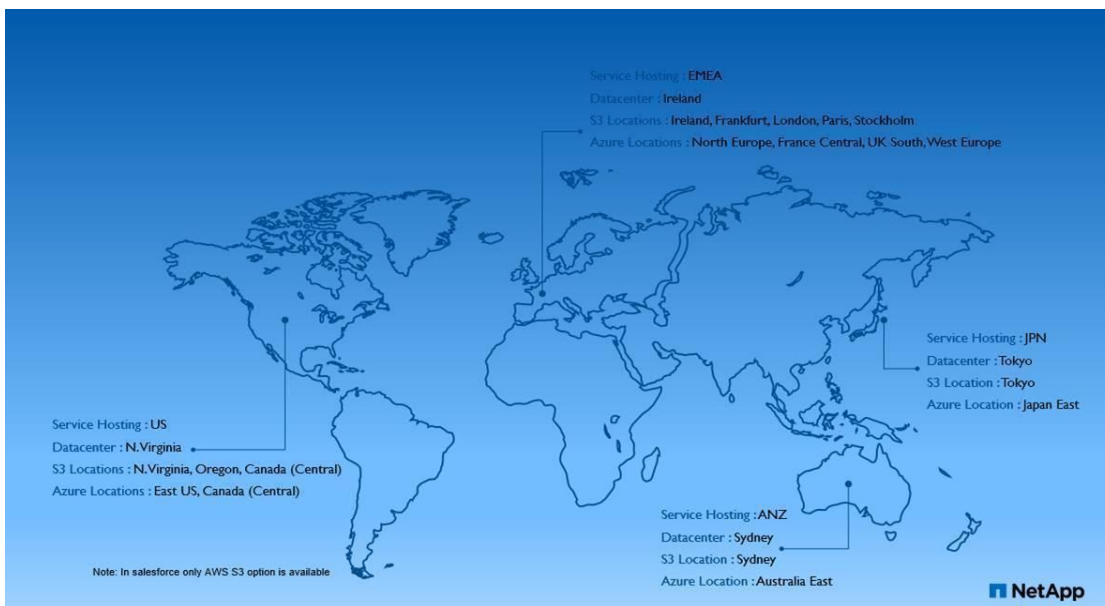 Service Hosting : EMEA
Datacenter : Ireland
S3 Locations : Ireland, Frankfurt, London, Paris, Stockholm
Azure Locations : North Europe, France Central, UK South, West Europe
Service Hosting : JPN
Datacenter : Tokyo
S3 Location : Tokyo
Azure Location : Japan East
Service Hosting : US
Datacenter : N.Virginia
S3 Locations : N.Virginia, Oregon, Canada (Central)
Azure Locations : East US, Canada (Central)
Service Hosting : ANZ
Datacenter : Sydney
S3 Location : Sydney
Azure Location : Australia East
Note: In salesforce only AWS S3 option is available
NetApp